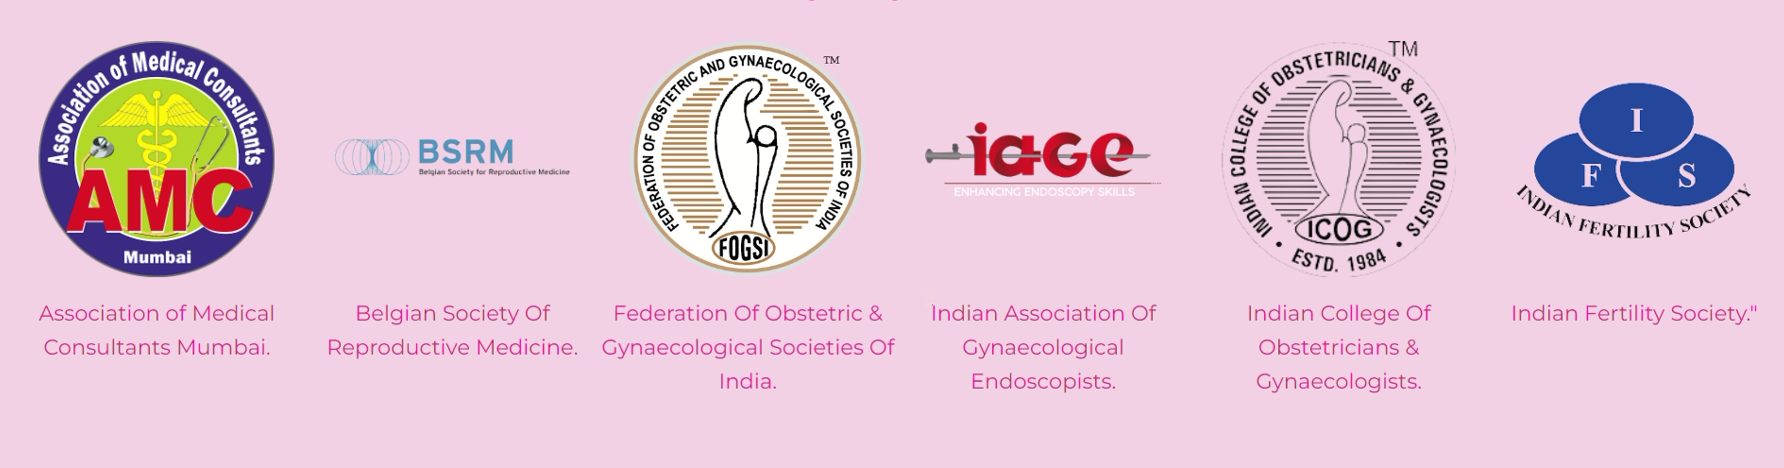 Association of Medical Consultants
AMC
Mumbai
BSRM
Belgian Society for Reproductive Medicine
FEDERATION OF OBSTETRIC AND GYNAECOLOGICAL SOCIETIES OF INDIA
TM
FOGSI
iage
ENHANCING ENDOSCOPY SKILLS
TM
INDIAN COLLEGE OF OBSTETRICIANS & GYNAECOLOGISTS
ICOG
• ESTD. 1984 •
I
F S
INDIAN FERTILITY SOCIETY
Association of Medical
Consultants Mumbai.
Belgian Society Of
Reproductive Medicine.
Federation Of Obstetric &
Gynaecological Societies Of
India.
Indian Association Of
Gynaecological
Endoscopists.
Indian College Of
Obstetricians &
Gynaecologists.
Indian Fertility Society."